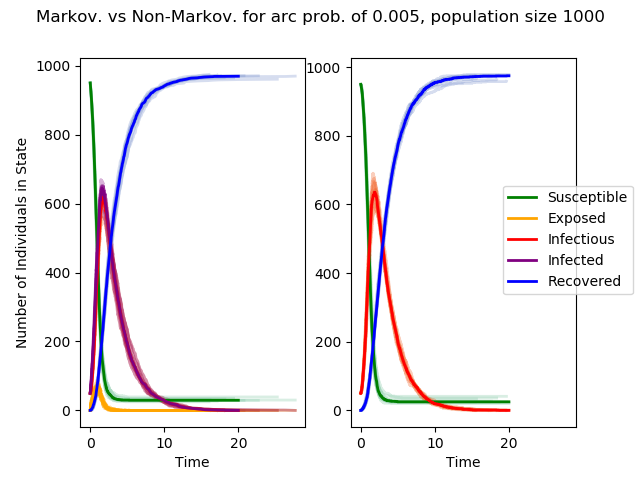 Markov. vs Non-Markov. for arc prob. of 0.005, population size 1000
Number of Individuals in State
1000
800
600
400
200
0
0
10
20
Time
1000
800
600
400
200
0
0
10
20
Time
Susceptible
Exposed
Infectious
Infected
Recovered